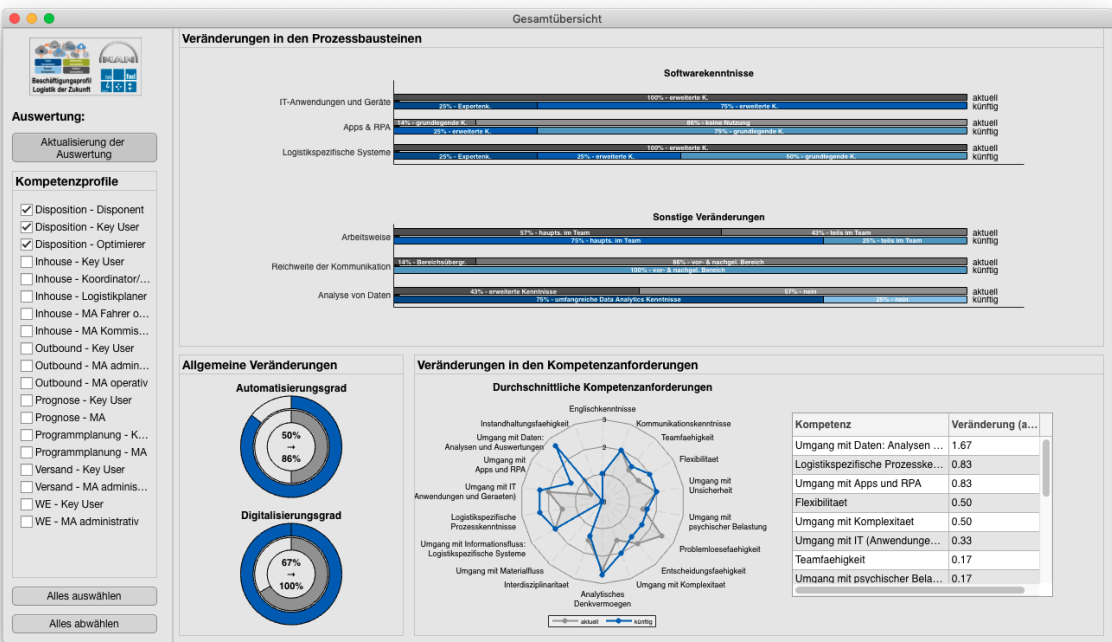 Gesamtübersicht
MAN
Beschäftigungsprofil
Logistik der Zukunft
Auswertung:
Aktualisierung der
Auswertung
Kompetenzprofile
Disposition - Disponent
Disposition - Key User
Disposition - Optimierer
Inhouse - Key User
Inhouse - Koordinator/...
Inhouse - Logistikplaner
Inhouse - MA Fahrer o...
Inhouse - MA Kommis...
Outbound - Key User
Outbound - MA admin...
Outbound - MA operativ
Prognose - Key User
Prognose - MA
Programmplanung - K...
Programmplanung - MA
Versand - Key User
Versand - MA adminis...
WE - Key User
WE - MA administrativ
Alles auswählen
Alles abwählen
Veränderungen in den Prozessbausteinen
Softwarekenntnisse
IT-Anwendungen und Geräte
100% - erweiterte K.
aktuell
25% - Expertenk.
75% - erweiterte K.
künftig
Apps & RPA
14% - grundlegende K.
86% - keine Nutzung
aktuell
25% - erweiterte K.
75% - grundlegende K.
künftig
Logistikspezifische Systeme
100% - erweiterte K.
aktuell
25% - Expertenk.
25% - erweiterte K.
50% - grundlegende K.
künftig
Sonstige Veränderungen
Arbeitsweise
57% - haupts. im Team
43% - teils im Team
aktuell
75% - haupts. im Team
25% - teils im Team
künftig
Reichweite der Kommunikation
14% - Bereichsübergr.
86% - vor- & nachgel. Bereich
aktuell
100% - vor- & nachgel. Bereich
künftig
Analyse von Daten
43% - erweiterte Kenntnisse
57% - nein
aktuell
75% - umfangreiche Data Analytics Kenntnisse
25% - nein
künftig
Allgemeine Veränderungen
Automatisierungsgrad
50%
→
86%
Digitalisierungsgrad
67%
→
100%
Veränderungen in den Kompetenzanforderungen
Durchschnittliche Kompetenzanforderungen
Englischkenntnisse
Kommunikationskenntnisse
Teamfaehigkeit
Flexibilitaet
Umgang mit
Unsicherheit
Umgang mit
psychischer Belastung
Problemloesefaehigkeit
Entscheidungsfaehigkeit
Umgang mit Komplexitaet
Analytisches
Denkvermoegen
Interdisziplinaritaet
Umgang mit Materialfluss
Umgang mit Informationsfluss:
Logistikspezifische Systeme
Logistikspezifische
Prozesskenntnisse
Umgang mit IT
Anwendungen und Geraeten)
Umgang mit
Apps und RPA
Umgang mit Daten:
Analysen und Auswertungen
Instandhaltungsfaehigkeit
3
2
aktuell
künftig
Kompetenz
Veränderung (a...
Umgang mit Daten: Analysen ...
1.67
Logistikspezifische Prozesske...
0.83
Umgang mit Apps und RPA
0.83
Flexibilitaet
0.50
Umgang mit Komplexitaet
0.50
Umgang mit IT (Anwendunge...
0.33
Teamfaehigkeit
0.17
Umgang mit psychischer Bela...
0.17